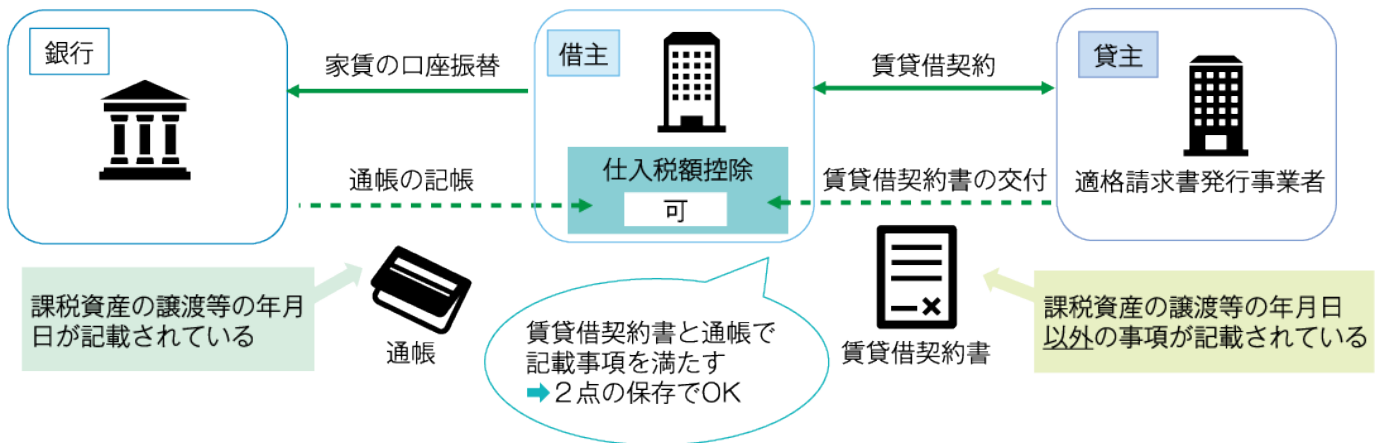 銀行
家賃の口座振替
借主
賃貸借契約
貸主
通帳の記帳
仕入税額控除
可
賃貸借契約書の交付
適格請求書発行事業者
課税資産の譲渡等の年月
日が記載されている
通帳
賃貸借契約書と通帳で
記載事項を満たす
➡２点の保存でOK
賃貸借契約書
課税資産の譲渡等の年月日
以外の事項が記載されている